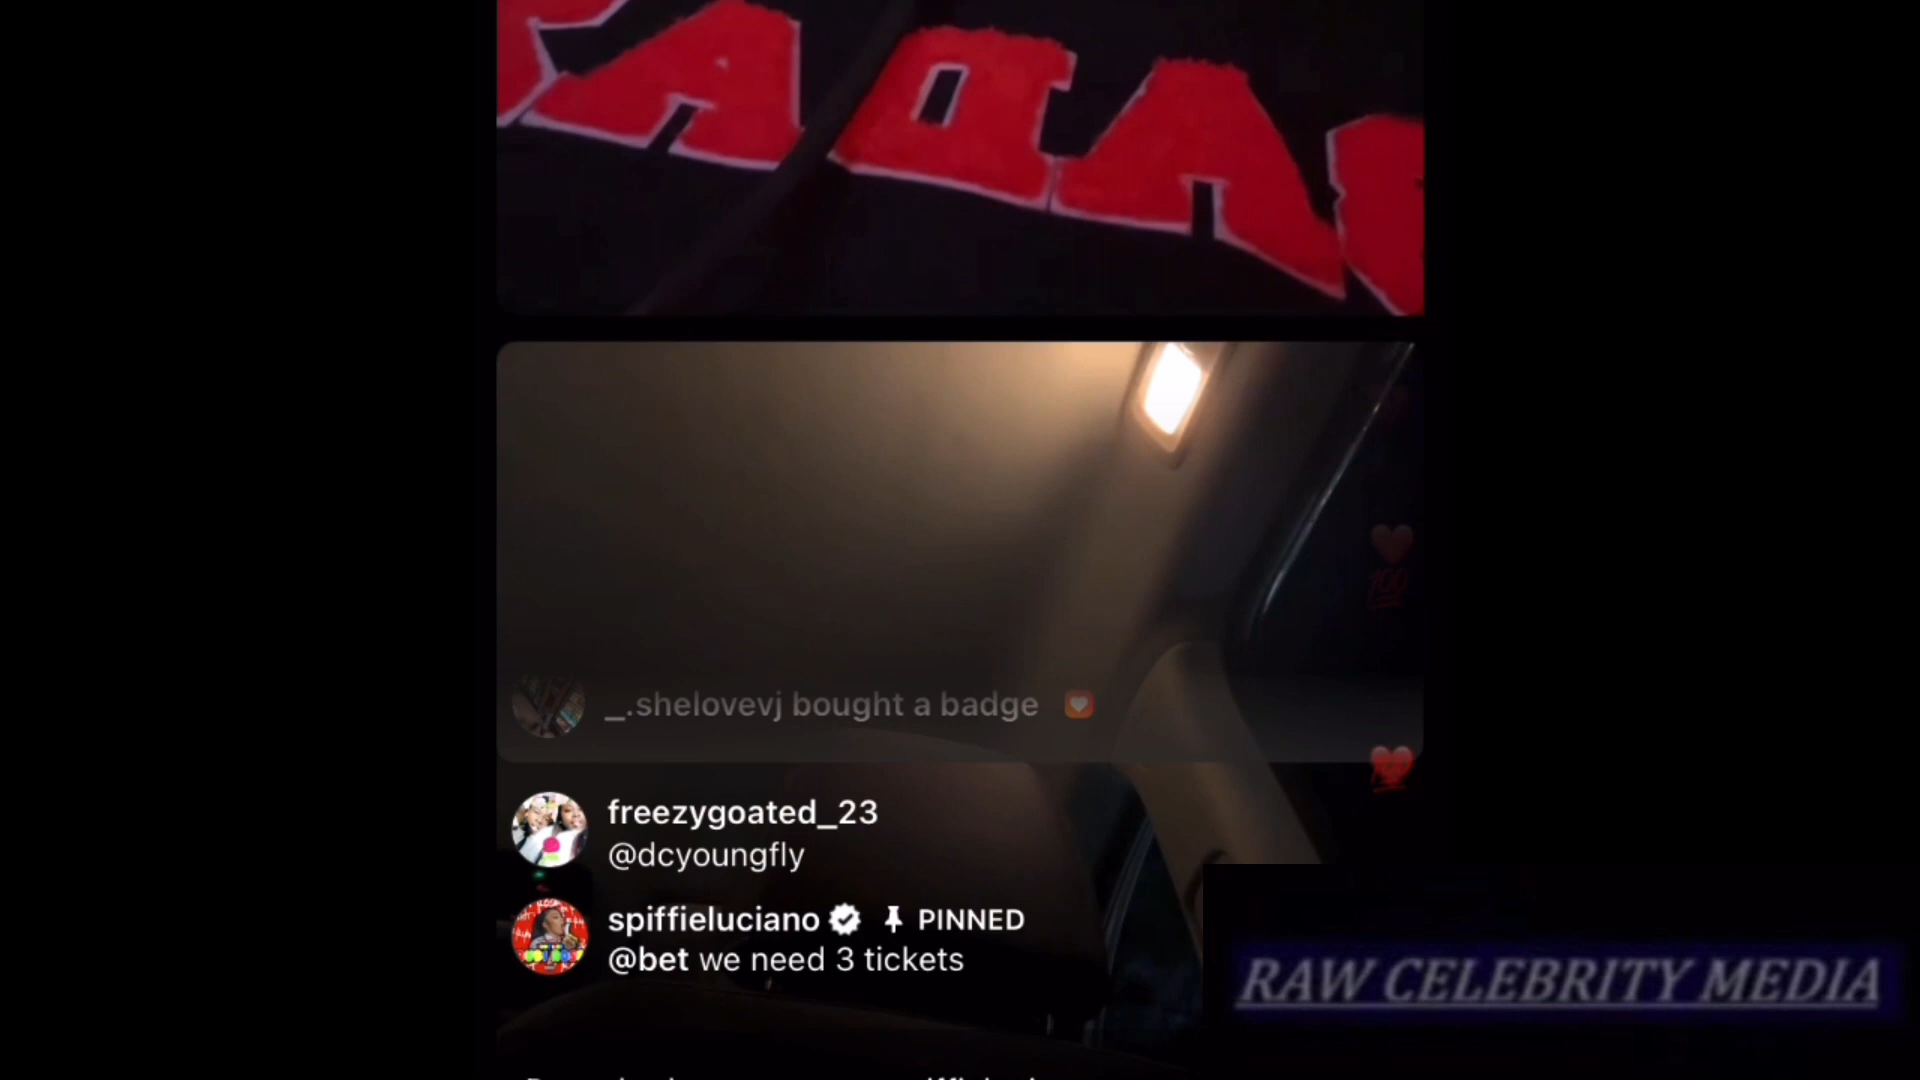 _.shelovevj bought a badge
freezygoated_23
@dcyoungfly
spiffieluciano PINNED
@bet we need 3 tickets
RAW CELEBRITY MEDIA